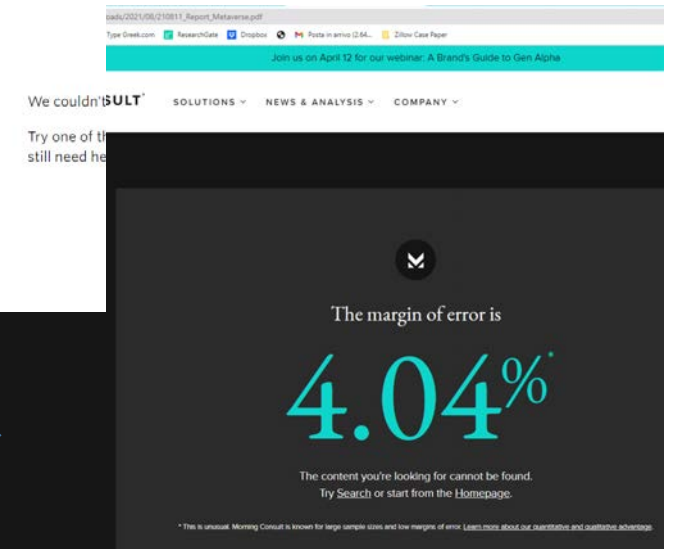 oads/2021/08/210811_Report_Metaverse.pdf
Type Greek.com ResearchGate Dropbox Posta in arrivo (2.64... Zillow Case Paper
Join us on April 12 for our webinar: A Brand's Guide to Gen Alpha
We couldn't
SULT SOLUTIONS NEWS & ANALYSIS COMPANY
Try one of th
still need he
The margin of error is
4.04%*
The content you're looking for cannot be found.
Try Search or start from the Homepage.
* This is unusual. Morning Consult is known for large sample sizes and low margins of error. Learn more about our quantitative and qualitative advantage.